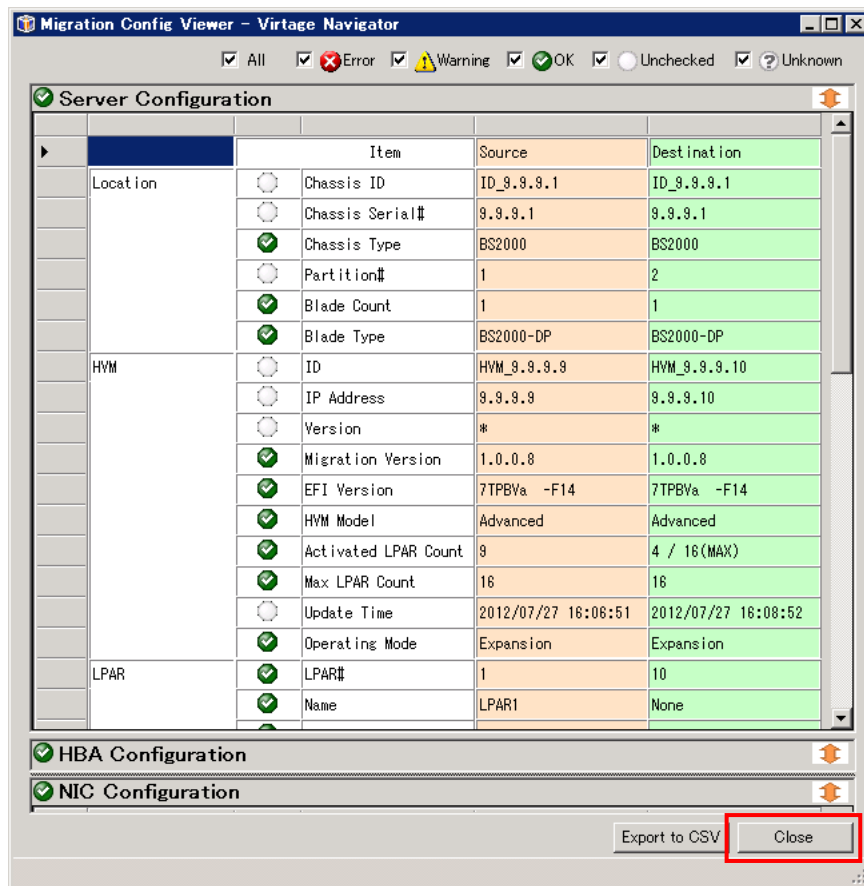 Migration Config Viewer - Virtage Navigator
All Error Warning OK Unchecked ? Unknown
Server Configuration
Item Source Destination
Location Chassis ID ID_9.9.9.1 ID_9.9.9.1
Chassis Serial# 9.9.9.1 9.9.9.1
Chassis Type BS2000 BS2000
Partition# 1 2
Blade Count 1 1
Blade Type BS2000-DP BS2000-DP
HVM ID HVM_9.9.9.9 HVM_9.9.9.10
IP Address 9.9.9.9 9.9.9.10
Version * *
Migration Version 1.0.0.8 1.0.0.8
EFI Version 7TPBVa -F14 7TPBVa -F14
HVM Model Advanced Advanced
Activated LPAR Count 9 4 / 16(MAX)
Max LPAR Count 16 16
Update Time 2012/07/27 16:06:51 2012/07/27 16:08:52
Operating Mode Expansion Expansion
LPAR LPAR# 1 10
Name LPAR1 None
HBA Configuration
NIC Configuration
Export to CSV Close